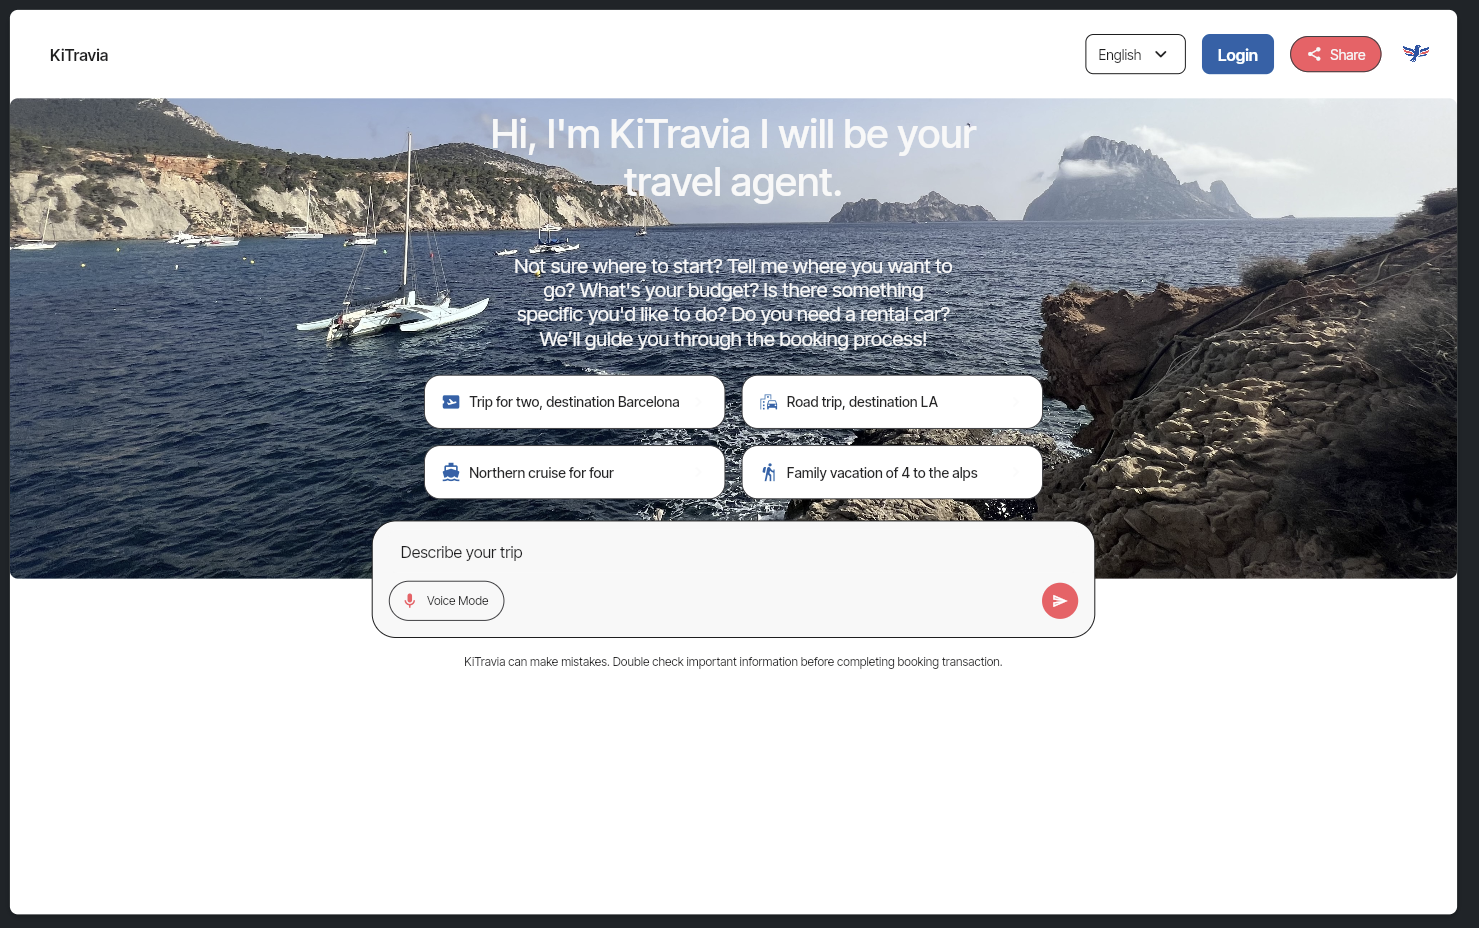 KiTravia
English
Login
Share
Hi, I'm KiTravia I will be your
travel agent.
Not sure where to start? Tell me where you want to
go? What's your budget? Is there something
specific you'd like to do? Do you need a rental car?
We’ll guide you through the booking process!
Trip for two, destination Barcelona
Road trip, destination LA
Northern cruise for four
Family vacation of 4 to the alps
Describe your trip
Voice Mode
KiTravia can make mistakes. Double check important information before completing booking transaction.